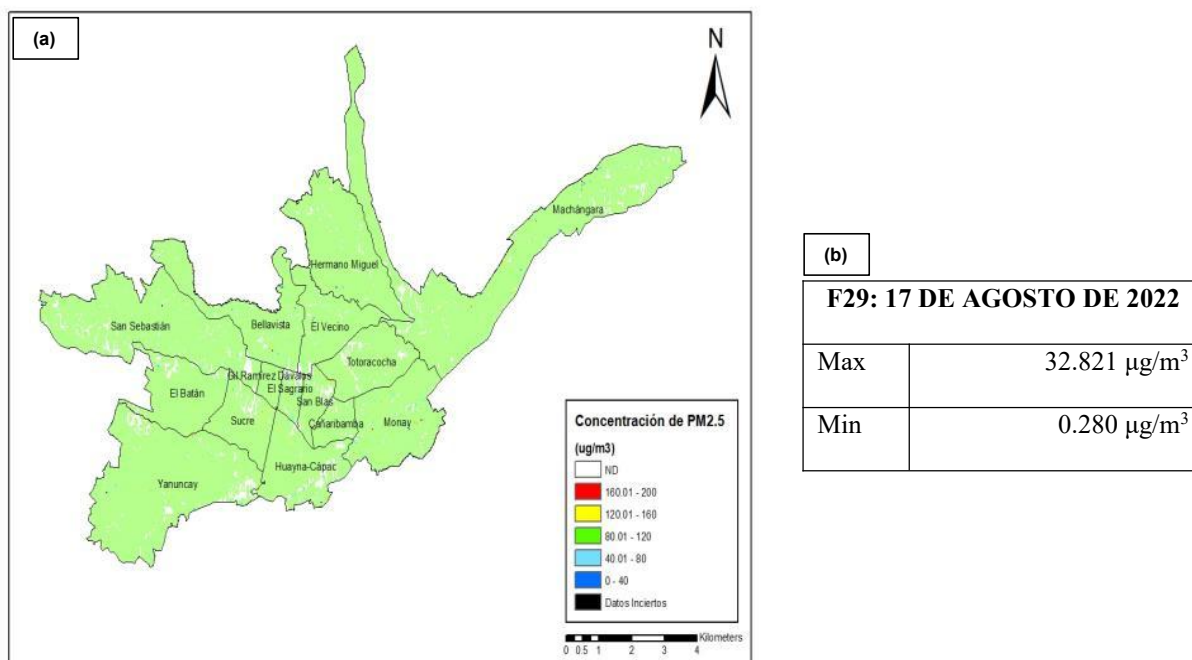 (a)
N
Machángara
Hermano Miguel
San Sebastián
Bellavista
El Vecino
Totoracocha
Gil Ramírez Dávalos
El Batán
El Sagrario
San Blas
Sucre
Cañaribamba
Monay
Huayna-Cápac
Yanuncay
Concentración de PM2.5
(ug/m3)
ND
160.01 - 200
120.01 - 160
80.01 - 120
40.01 - 80
0 - 40
Datos Inciertos
Kilometers
0 0.5 1 2 3 4
(b)
F29: 17 DE AGOSTO DE 2022
Max 32.821 µg/m³
Min 0.280 µg/m³